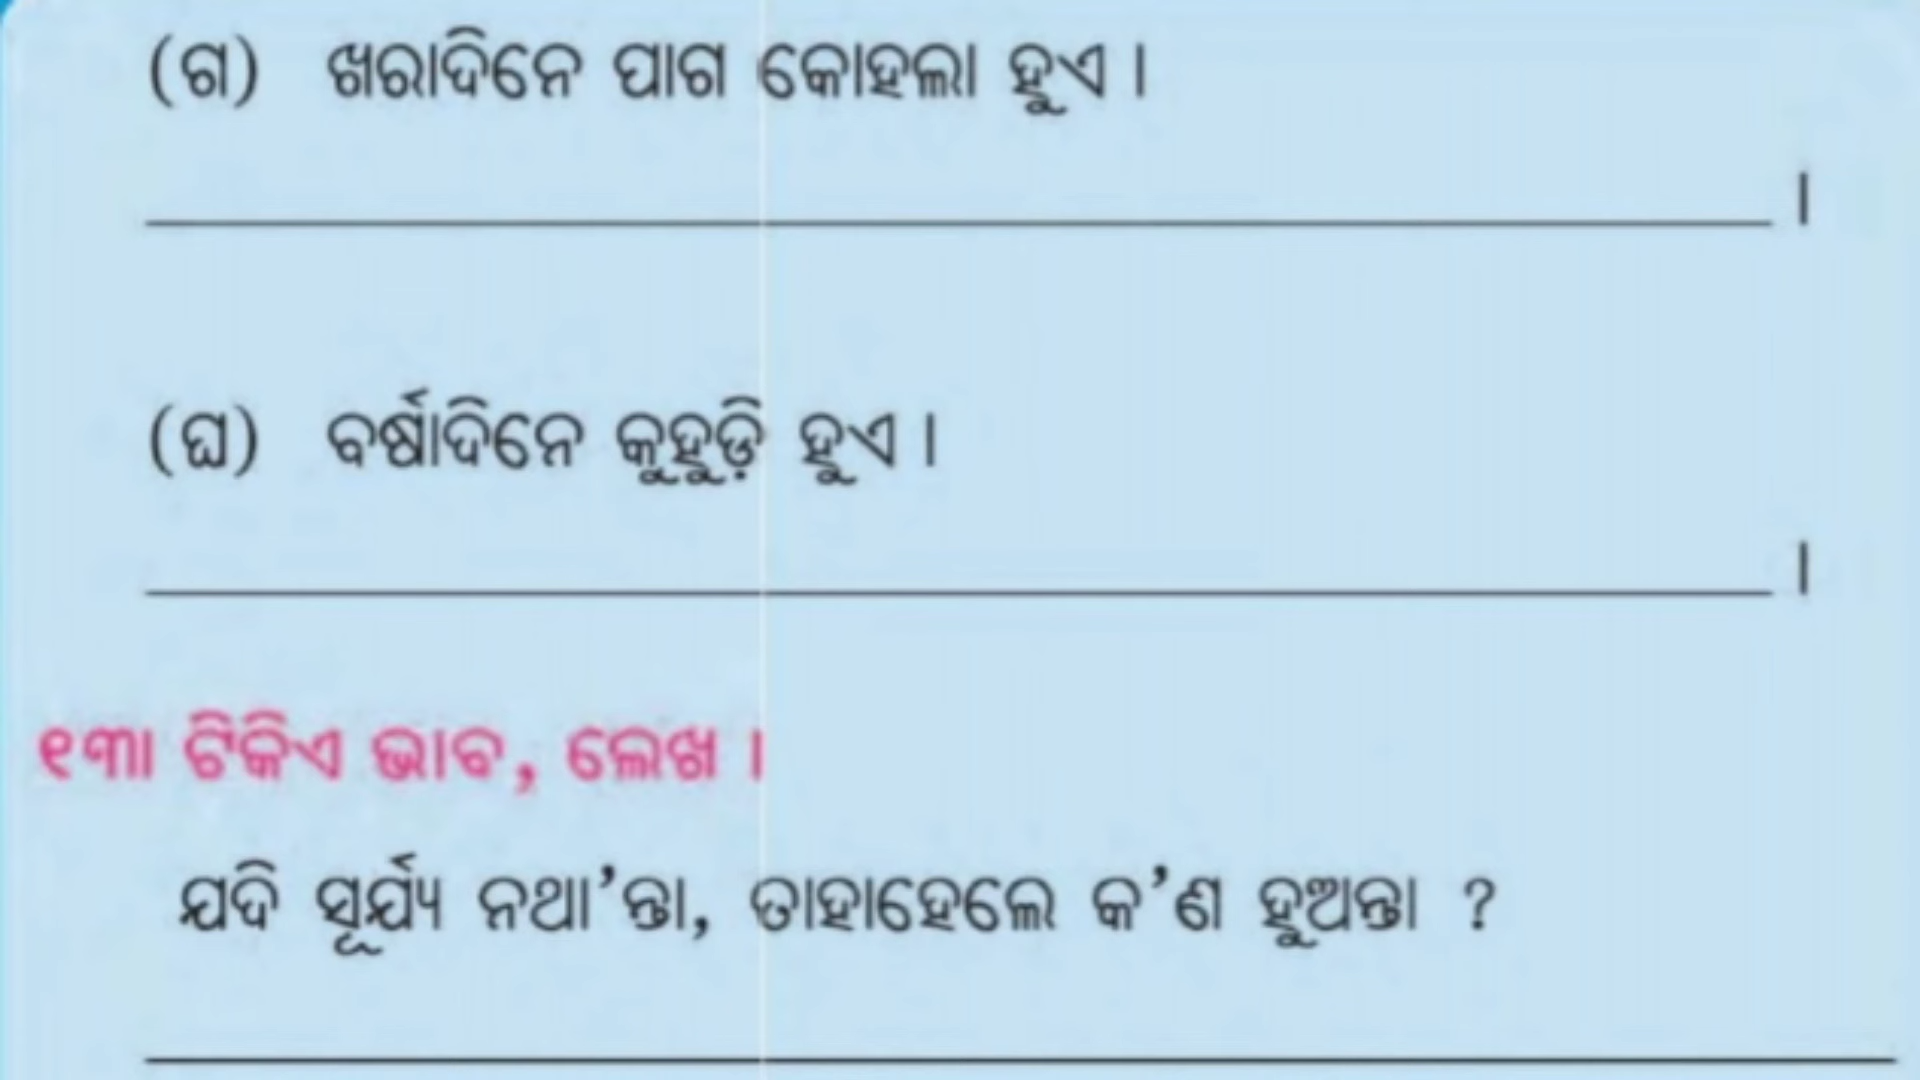 (ଗ) ଖରାଦିନେ ପାଗ କୋହଲା ହୁଏ ।
।
(ଘ) ବର୍ଷାଦିନେ କୁହୁଡ଼ି ହୁଏ ।
।
୧୩। ଟିକିଏ ଭାବ, ଲେଖ ।
ଯଦି ସୂର୍ଯ୍ୟ ନଥା’ନ୍ତା, ତାହାହେଲେ କ’ଣ ହୁଅନ୍ତା ?